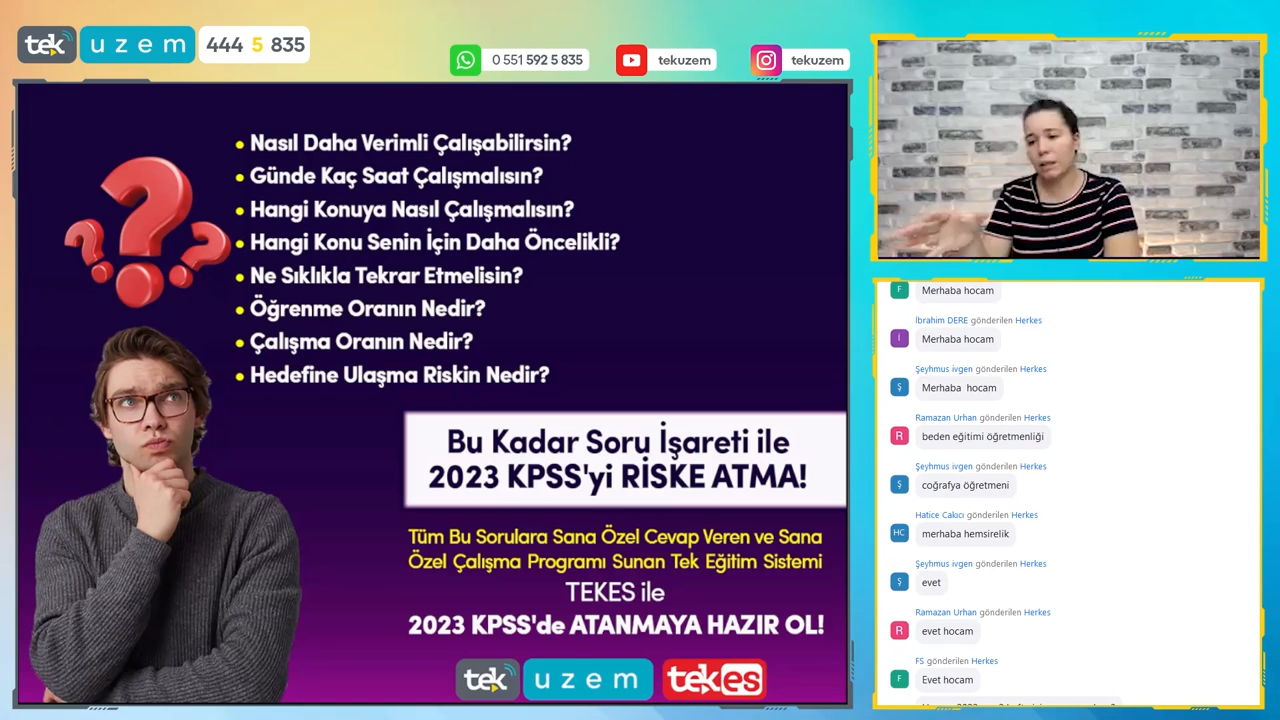 tek uzem 444 5 835
0 551 592 5 835
tekuzem
tekuzem
• Nasıl Daha Verimli Çalışabilirsin?
• Günde Kaç Saat Çalışmalısın?
• Hangi Konuya Nasıl Çalışmalısın?
• Hangi Konu Senin İçin Daha Öncelikli?
• Ne Sıklıkla Tekrar Etmelisin?
• Öğrenme Oranın Nedir?
• Çalışma Oranın Nedir?
• Hedefine Ulaşma Riskin Nedir?
Bu Kadar Soru İşareti ile
2023 KPSS'yi RİSKE ATMA!
Tüm Bu Sorulara Sana Özel Cevap Veren ve Sana
Özel Çalışma Programı Sunan Tek Eğitim Sistemi
TEKES ile
2023 KPSS'de ATANMAYA HAZIR OL!
tek uzem tekes
F
Merhaba hocam
İbrahim DERE gönderilen Herkes
İ
Merhaba hocam
Şeyhmus ivgen gönderilen Herkes
Ş
Merhaba hocam
Ramazan Urhan gönderilen Herkes
R
beden eğitimi öğretmenliği
Şeyhmus ivgen gönderilen Herkes
Ş
coğrafya öğretmeni
Hatice Cakıcı gönderilen Herkes
HC
merhaba hemsirelik
Şeyhmus ivgen gönderilen Herkes
Ş
evet
Ramazan Urhan gönderilen Herkes
R
evet hocam
FS gönderilen Herkes
F
Evet hocam